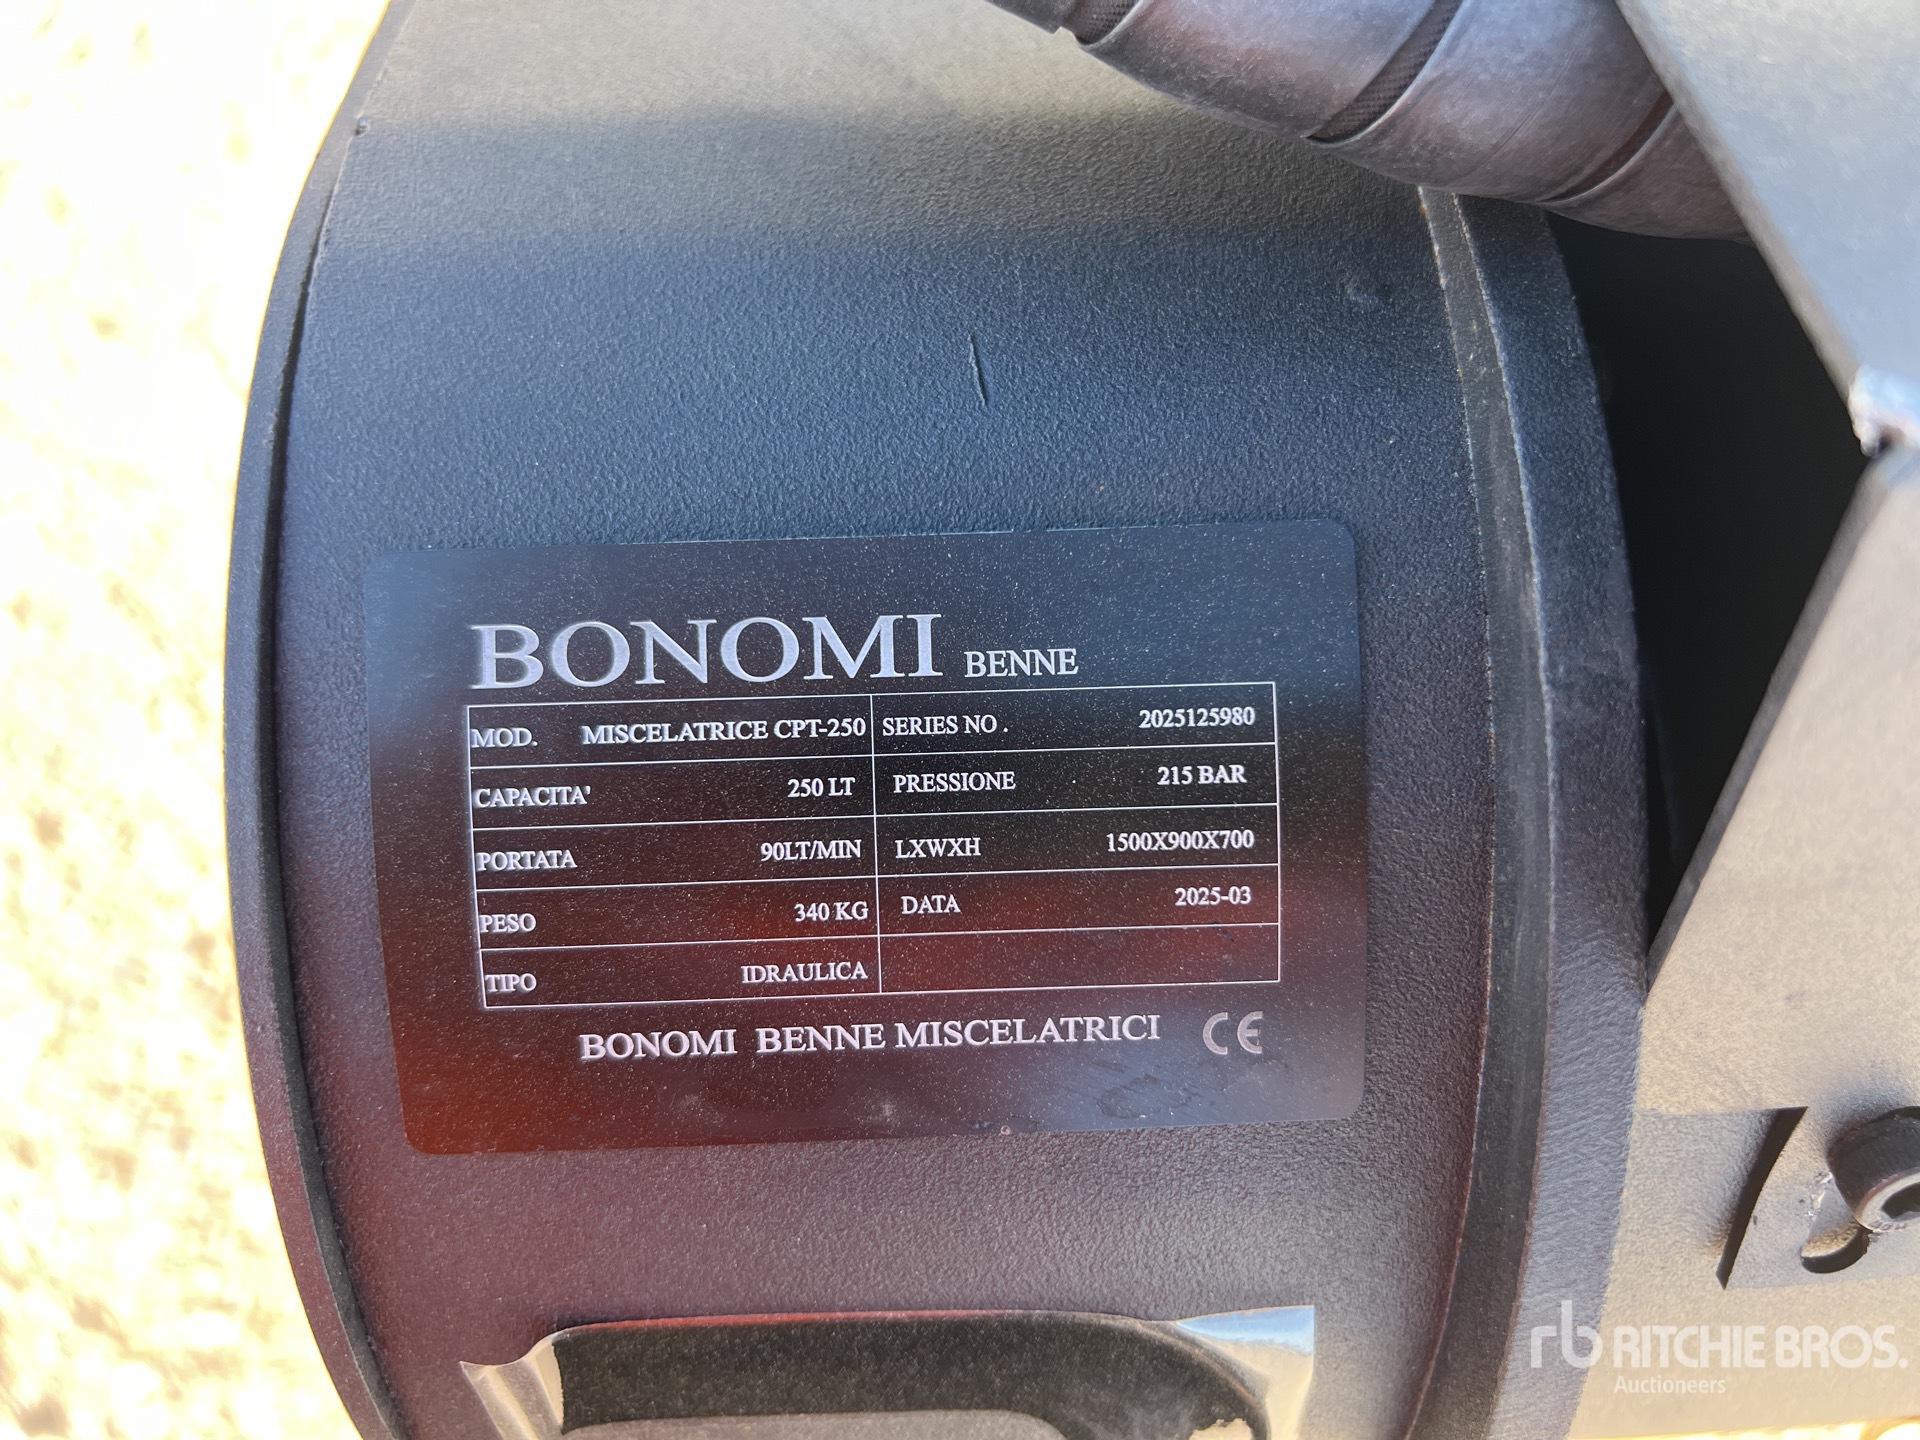 BONOMI BENNE
MOD. MISCELATRICE CPT-250 SERIES NO . 2025125980
CAPACITA' 250 LT PRESSIONE 215 BAR
PORTATA 90LT/MIN LXWXH 1500X900X700
PESO 340 KG DATA 2025-03
TIPO IDRAULICA
BONOMI BENNE MISCELATRICI CE
rb RITCHIE BROS.
Auctioneers